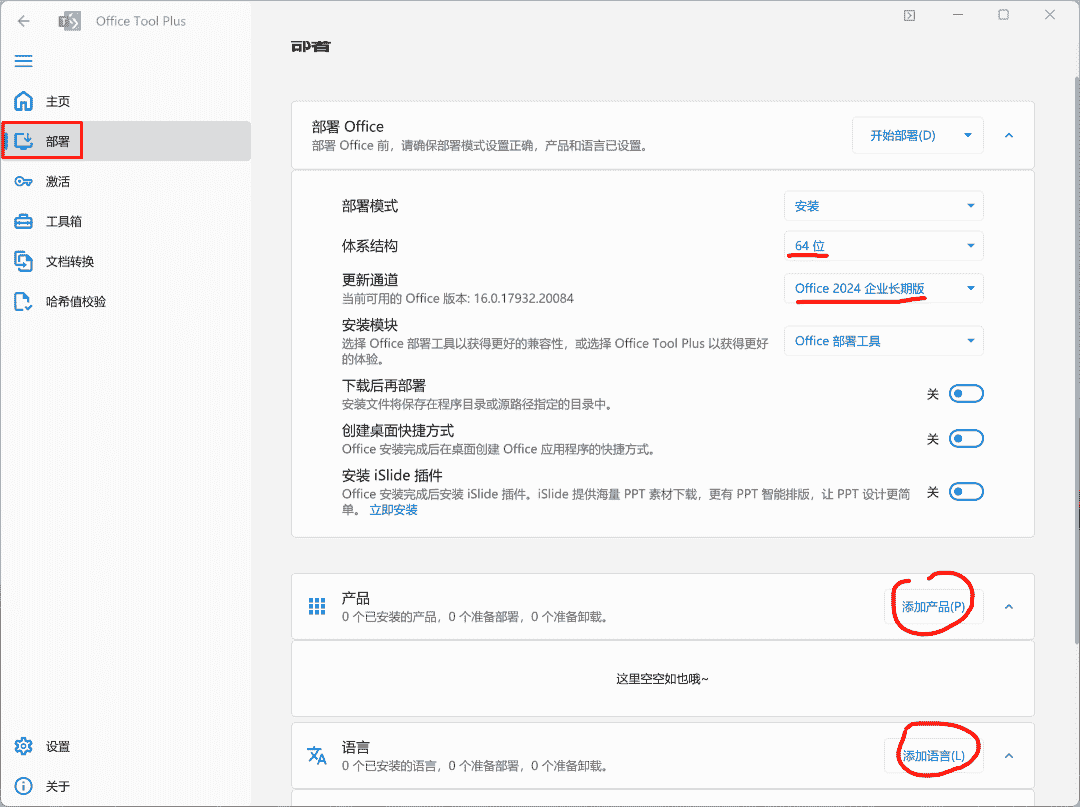 Office Tool Plus
主页
部署
激活
工具箱
文档转换
哈希值校验
设置
关于
部署
部署 Office
部署 Office 前，请确保部署模式设置正确，产品和语言已设置。
开始部署(D)
部署模式
安装
体系结构
64 位
更新通道
当前可用的 Office 版本: 16.0.17932.20084
Office 2024 企业长期版
安装模块
选择 Office 部署工具以获得更好的兼容性，或选择 Office Tool Plus 以获得更好
的体验。
Office 部署工具
下载后再部署
安装文件将保存在程序目录或源路径指定的目录中。
关
创建桌面快捷方式
Office 安装完成后在桌面创建 Office 应用程序的快捷方式。
关
安装 iSlide 插件
Office 安装完成后安装 iSlide 插件。iSlide 提供海量 PPT 素材下载，更有 PPT 智能排版，让 PPT 设计更简
单。 立即安装
关
产品
0 个已安装的产品，0 个准备部署，0 个准备卸载。
添加产品(P)
这里空空如也哦~
语言
0 个已安装的语言，0 个准备部署，0 个准备卸载。
添加语言(L)